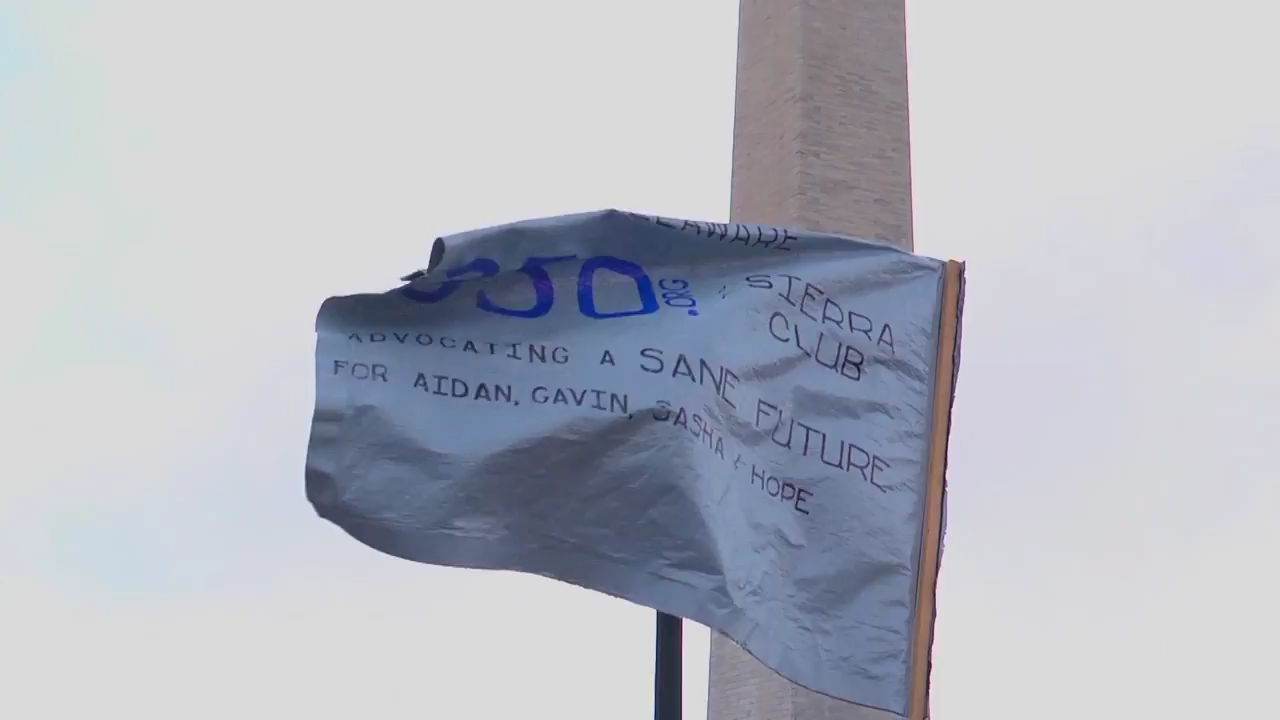 350.ORG + SIERRA CLUB
ADVOCATING A SANE FUTURE
FOR AIDAN, GAVIN, SASHA + HOPE